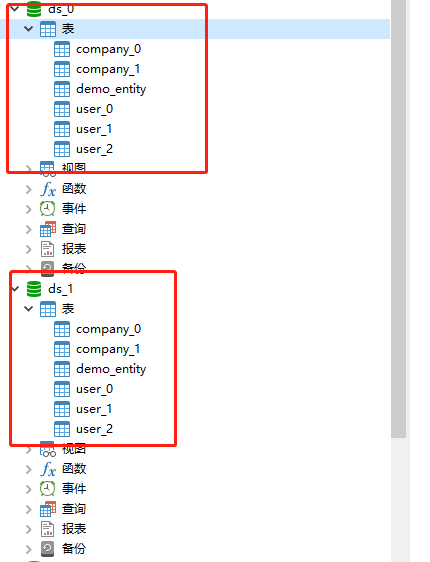 ds_0
表
company_0
company_1
demo_entity
user_0
user_1
user_2
视图
fx 函数
事件
查询
报表
备份
ds_1
表
company_0
company_1
demo_entity
user_0
user_1
user_2
视图
fx 函数
事件
查询
报表
备份